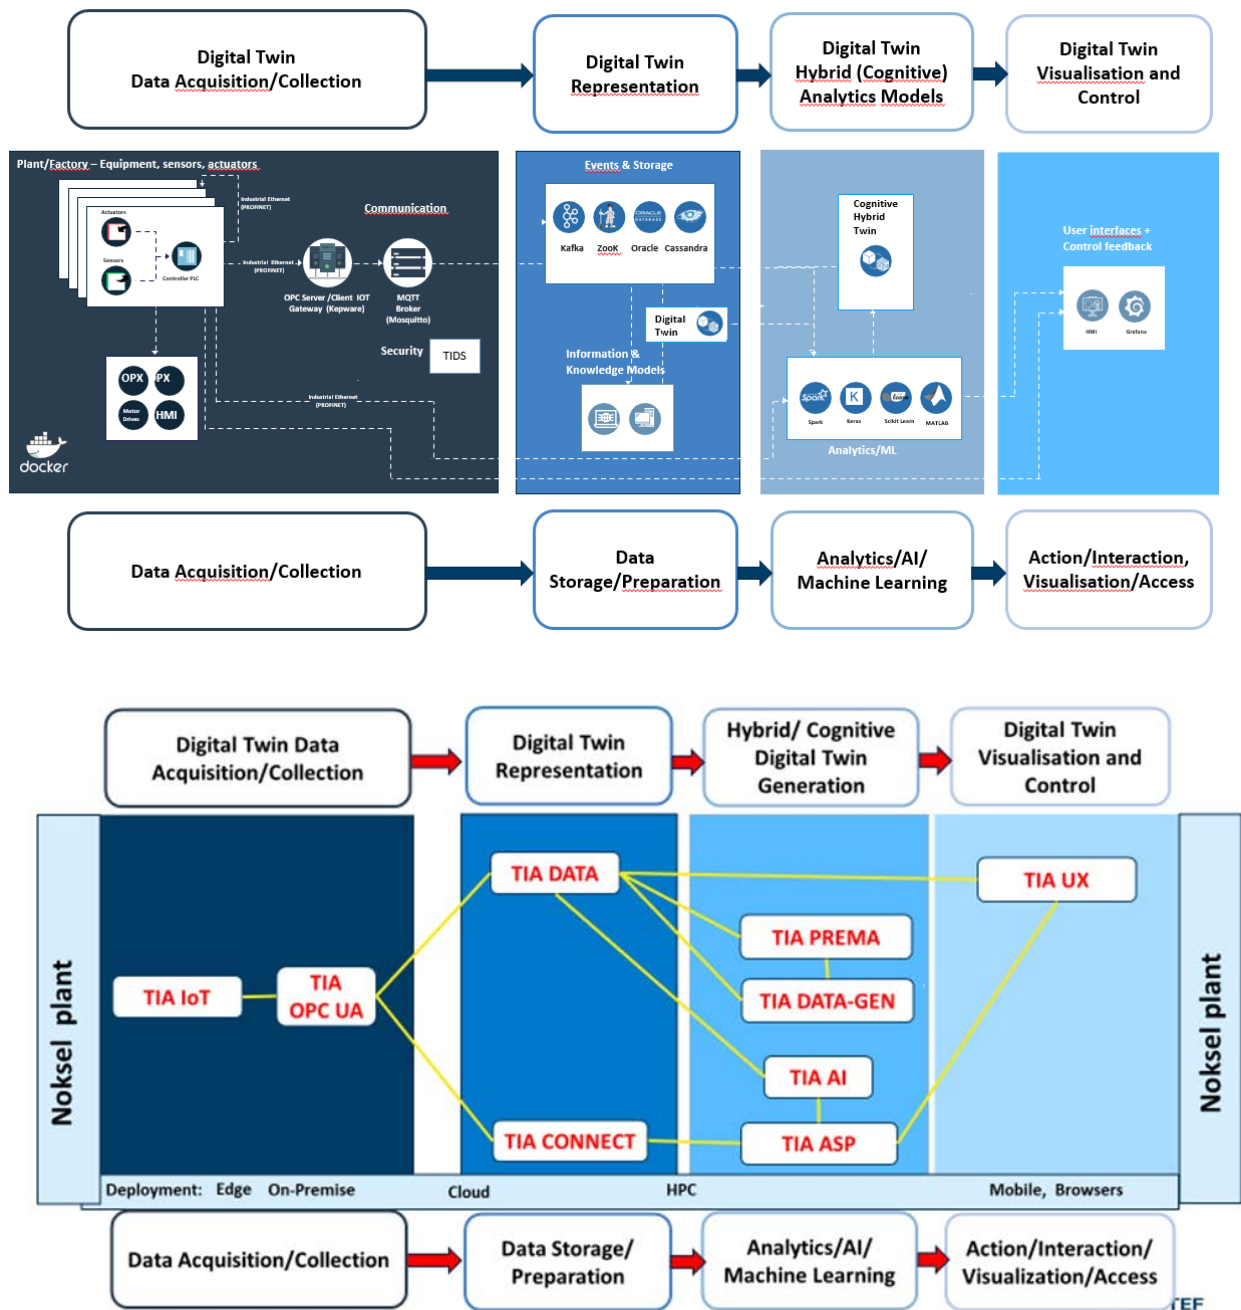 Digital Twin
Data Acquisition/Collection
Digital Twin
Representation
Digital Twin
Hybrid (Cognitive)
Analytics Models
Digital Twin
Visualisation and
Control
Plant/Factory – Equipment, sensors, actuators
Industrial Ethernet
(PROFINET)
Communication
Actuators
Sensors
Controller PLC
Industrial Ethernet
(PROFINET)
OPC Server /Client IOT
Gateway (Kepware)
MQTT
Broker
(Mosquitto)
Security
TIDS
OPX
PX
Motor
Drives
HMI
Industrial Ethernet
(PROFINET)
docker
Events & Storage
ORACLE
DATABASE
Kafka
ZooK
Oracle
Cassandra
Digital
Twin
Information &
Knowledge Models
Cognitive
Hybrid
Twin
Spark
K
learn
Spark
Keras
Scikit Learn
MATLAB
Analytics/ML
User interfaces +
Control feedback
HMI
Grafana
Data Acquisition/Collection
Data
Storage/Preparation
Analytics/AI/
Machine Learning
Action/Interaction,
Visualisation/Access
Digital Twin Data
Acquisition/Collection
Digital Twin
Representation
Hybrid/ Cognitive
Digital Twin
Generation
Digital Twin
Visualisation and
Control
Noksel plant
TIA IoT
TIA
OPC UA
TIA DATA
TIA CONNECT
TIA PREMA
TIA DATA-GEN
TIA AI
TIA ASP
TIA UX
Noksel plant
Deployment: Edge On-Premise Cloud HPC Mobile, Browsers
Data Acquisition/Collection
Data Storage/
Preparation
Analytics/AI/
Machine Learning
Action/Interaction/
Visualization/Access
TEF